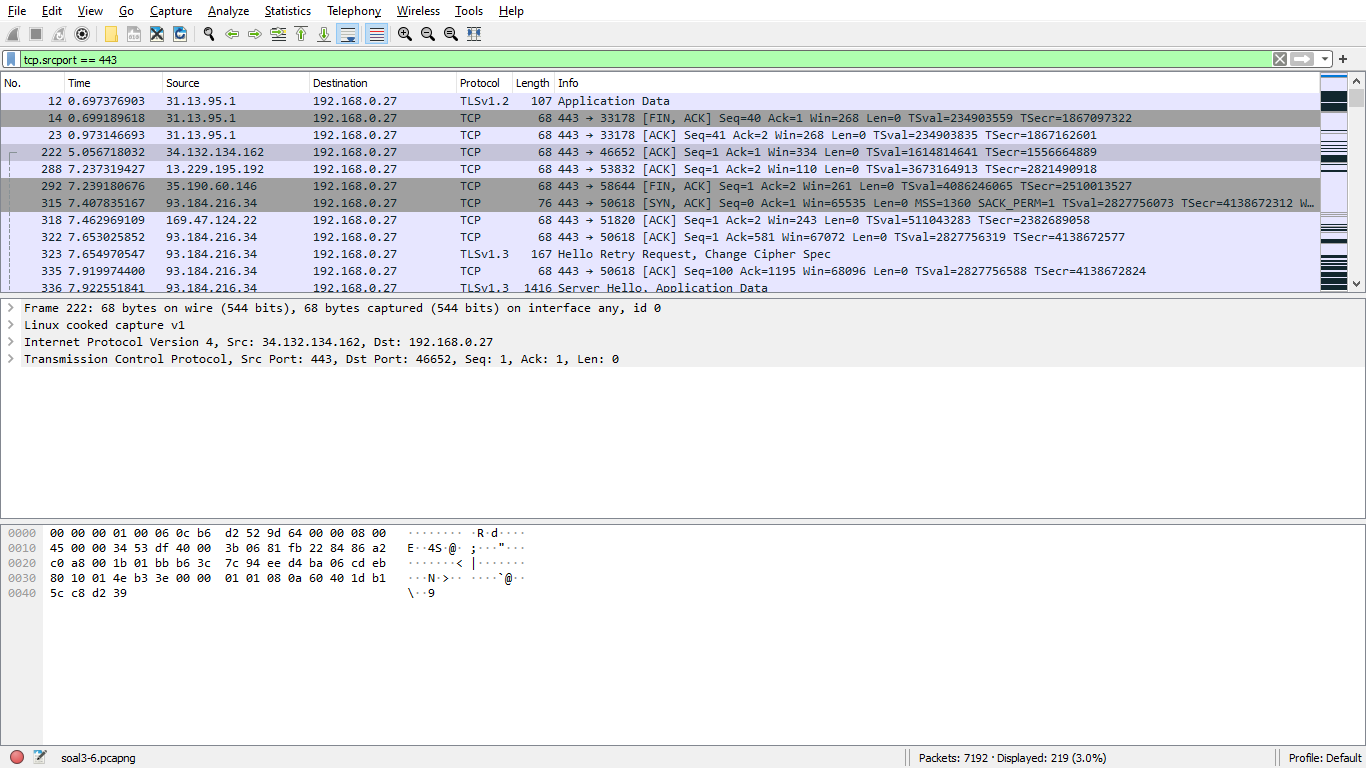 File Edit View Go Capture Analyze Statistics Telephony Wireless Tools Help
tcp.srcport == 443
No. Time Source Destination Protocol Length Info
12 0.697376903 31.13.95.1 192.168.0.27 TLSv1.2 107 Application Data
14 0.699189618 31.13.95.1 192.168.0.27 TCP 68 443 → 33178 [FIN, ACK] Seq=40 Ack=1 Win=268 Len=0 TSval=234903559 TSecr=1867097322
23 0.973146693 31.13.95.1 192.168.0.27 TCP 68 443 → 33178 [ACK] Seq=41 Ack=2 Win=268 Len=0 TSval=234903835 TSecr=1867162601
222 5.056718032 34.132.134.162 192.168.0.27 TCP 68 443 → 46652 [ACK] Seq=1 Ack=1 Win=334 Len=0 TSval=1614814641 TSecr=1556664889
288 7.237319427 13.229.195.192 192.168.0.27 TCP 68 443 → 53832 [ACK] Seq=1 Ack=2 Win=110 Len=0 TSval=3673164913 TSecr=2821490918
292 7.239180676 35.190.60.146 192.168.0.27 TCP 68 443 → 58644 [FIN, ACK] Seq=1 Ack=2 Win=261 Len=0 TSval=4086246065 TSecr=2510013527
315 7.407835167 93.184.216.34 192.168.0.27 TCP 76 443 → 50618 [SYN, ACK] Seq=0 Ack=1 Win=65535 Len=0 MSS=1360 SACK_PERM=1 TSval=2827756073 TSecr=4138672312 W…
318 7.462969109 169.47.124.22 192.168.0.27 TCP 68 443 → 51820 [ACK] Seq=1 Ack=2 Win=243 Len=0 TSval=511043283 TSecr=2382689058
322 7.653025852 93.184.216.34 192.168.0.27 TCP 68 443 → 50618 [ACK] Seq=1 Ack=581 Win=67072 Len=0 TSval=2827756319 TSecr=4138672577
323 7.654970547 93.184.216.34 192.168.0.27 TLSv1.3 167 Hello Retry Request, Change Cipher Spec
335 7.919974400 93.184.216.34 192.168.0.27 TCP 68 443 → 50618 [ACK] Seq=100 Ack=1195 Win=68096 Len=0 TSval=2827756588 TSecr=4138672824
336 7.922551841 93.184.216.34 192.168.0.27 TLSv1.3 1416 Server Hello, Application Data
Frame 222: 68 bytes on wire (544 bits), 68 bytes captured (544 bits) on interface any, id 0
Linux cooked capture v1
Internet Protocol Version 4, Src: 34.132.134.162, Dst: 192.168.0.27
Transmission Control Protocol, Src Port: 443, Dst Port: 46652, Seq: 1, Ack: 1, Len: 0
0000 00 00 00 01 00 06 0c b6 d2 52 9d 64 00 00 08 00 ········ ·R·d····
0010 45 00 00 34 53 df 40 00 3b 06 81 fb 22 84 86 a2 E··4S·@· ;···"···
0020 c0 a8 00 1b 01 bb b6 3c 7c 94 ee d4 ba 06 cd eb ·······< |·······
0030 80 10 01 4e b3 3e 00 00 01 01 08 0a 60 40 1d b1 ···N·>·· ····`@··
0040 5c c8 d2 39 \··9
soal3-6.pcapng Packets: 7192 · Displayed: 219 (3.0%) Profile: Default